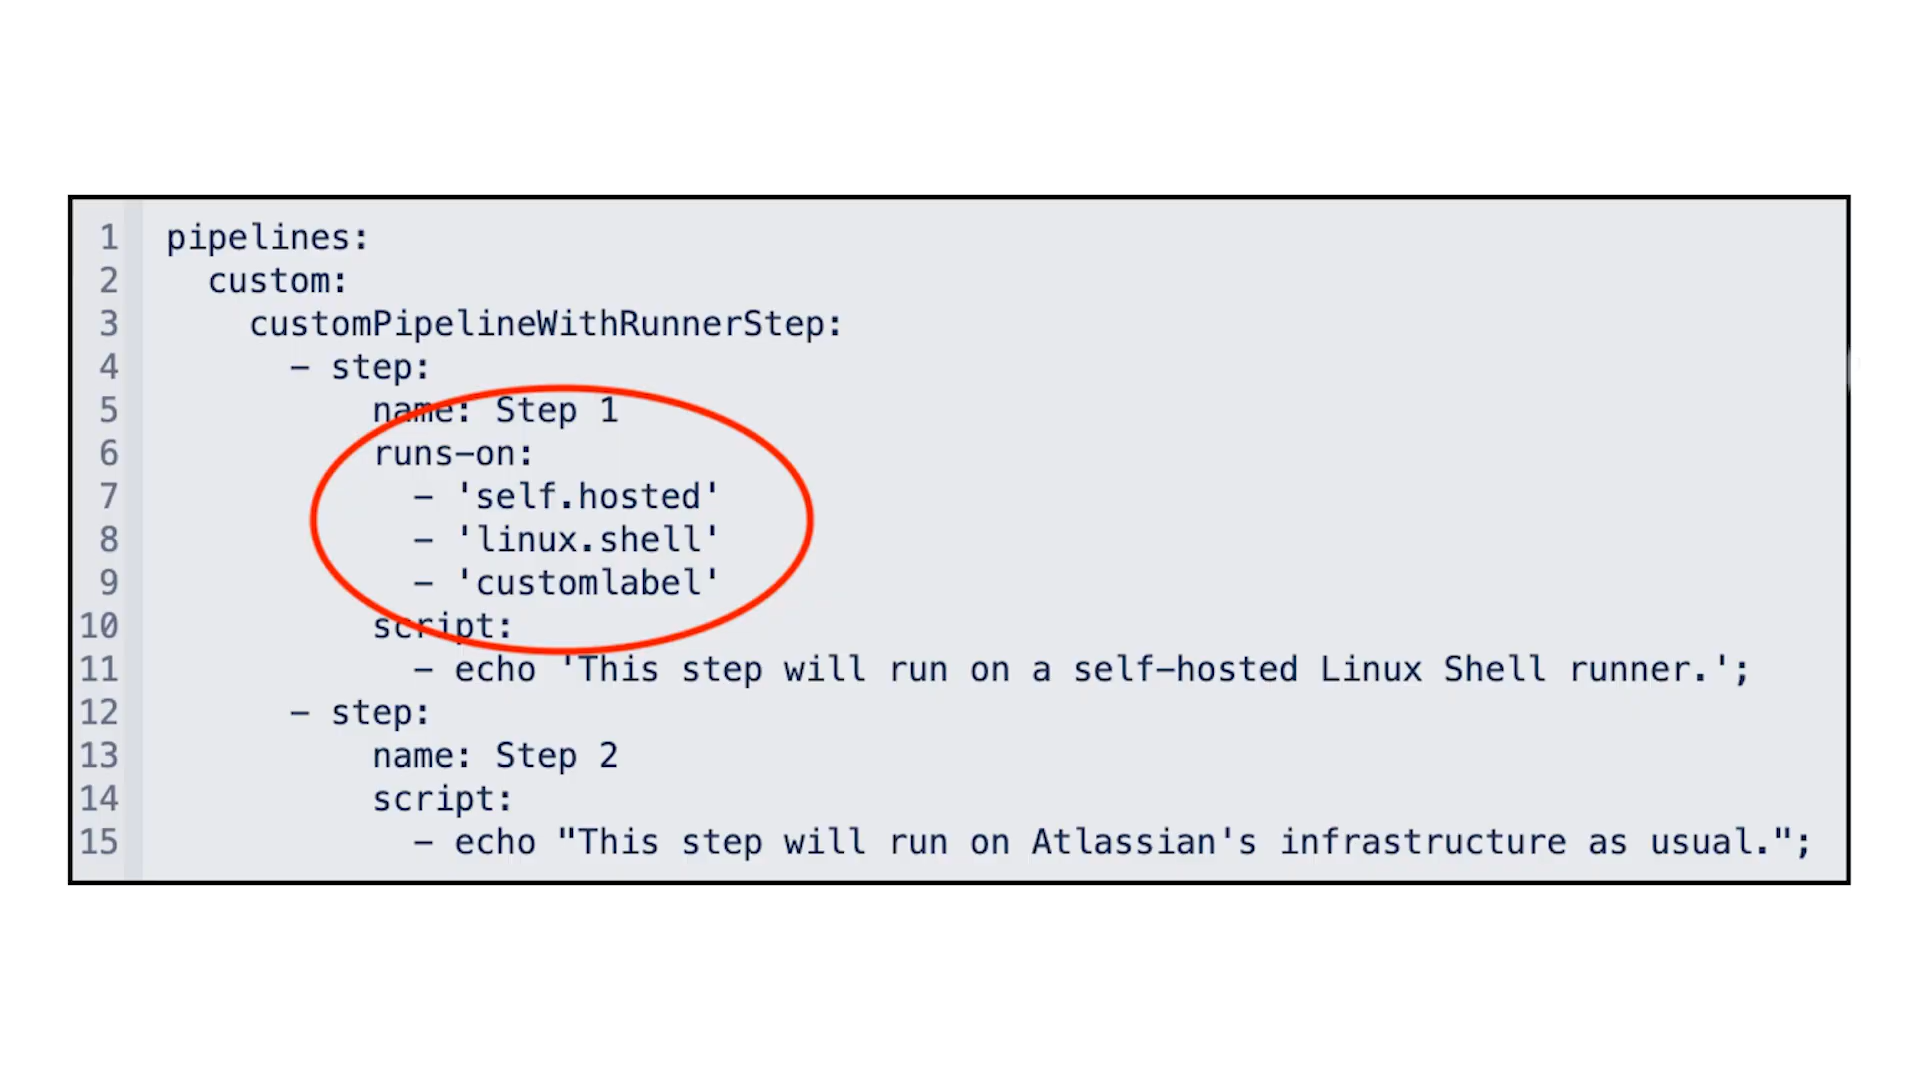 1 pipelines:
2 custom:
3 customPipelineWithRunnerStep:
4 - step:
5 name: Step 1
6 runs-on:
7 - 'self.hosted'
8 - 'linux.shell'
9 - 'customlabel'
10 script:
11 - echo 'This step will run on a self-hosted Linux Shell runner.';
12 - step:
13 name: Step 2
14 script:
15 - echo "This step will run on Atlassian's infrastructure as usual.";